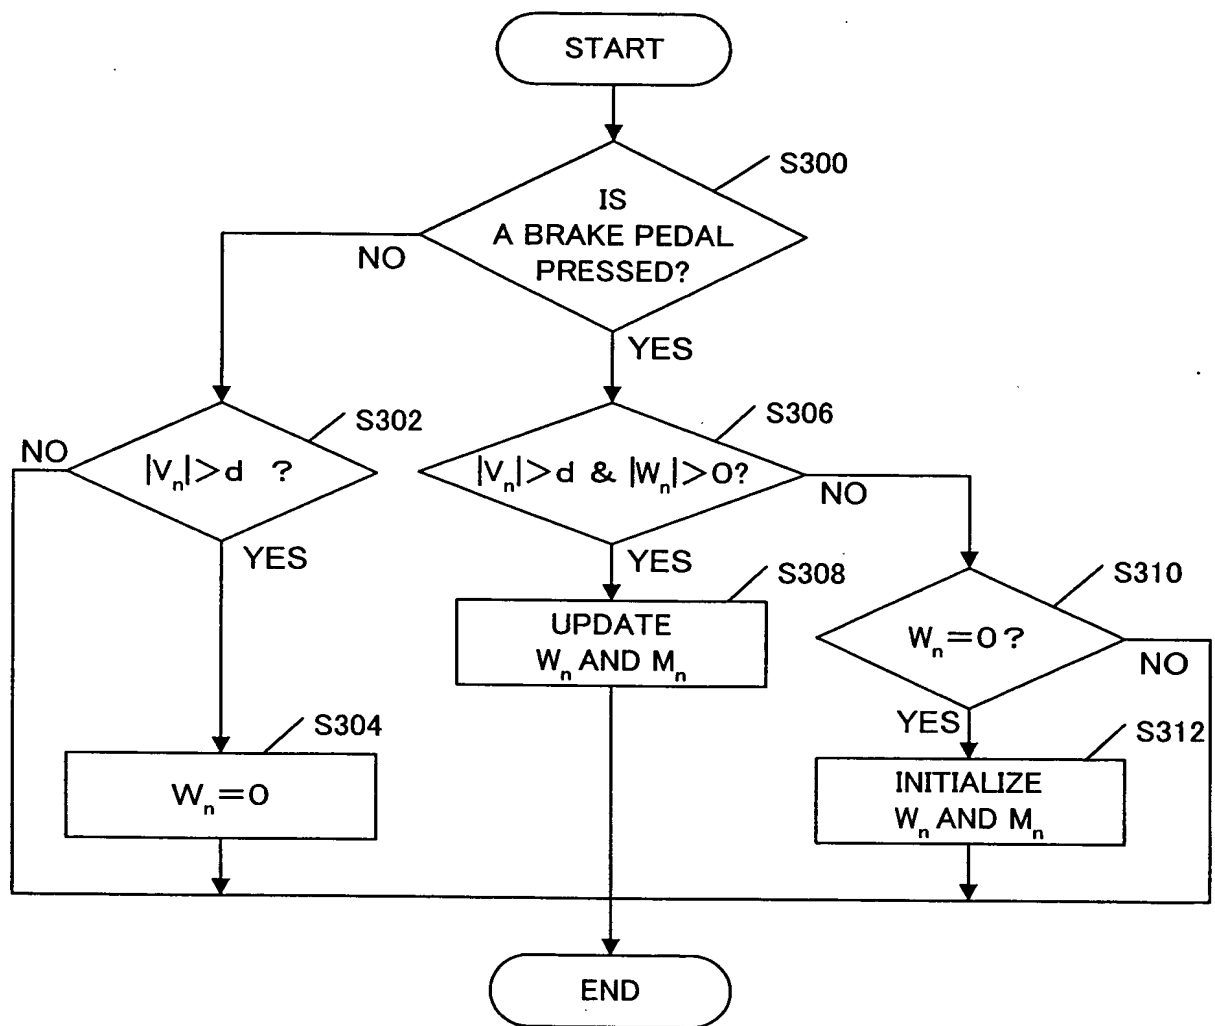 START
S300
IS
A BRAKE PEDAL
PRESSED?
NO
YES
S302
NO
|Vₙ|>d ?
YES
S306
|Vₙ|>d & |Wₙ|>0?
NO
YES
S308
UPDATE
Wₙ AND Mₙ
S310
Wₙ=0?
NO
YES
S304
Wₙ=0
S312
INITIALIZE
Wₙ AND Mₙ
END